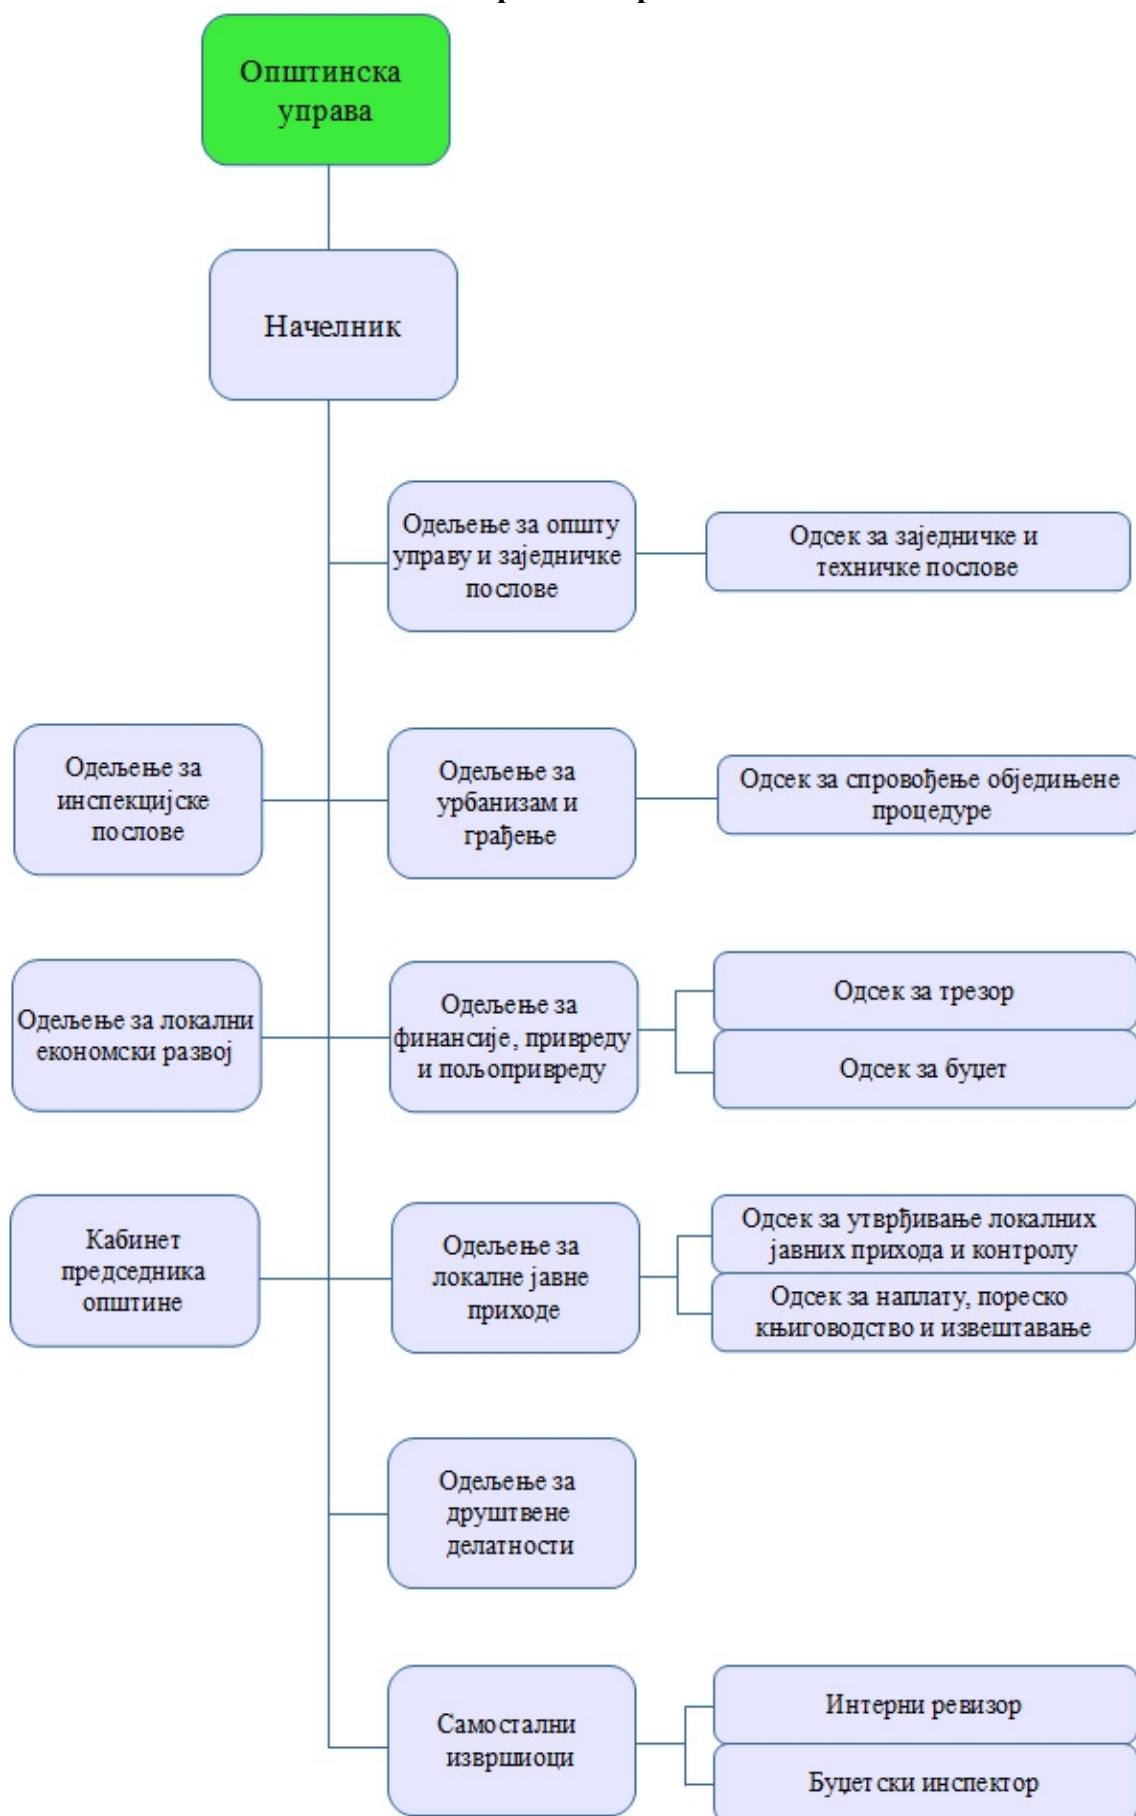 Општинска
управа
Начелник
Одељење за општу
управу и заједничке
послове
Одсек за заједничке и
техничке послове
Одељење за
инспекцијске
послове
Одељење за
урбанизам и
грађење
Одсек за спровођење обједињене
процедуре
Одељење за локални
економски развој
Одељење за
финансије, привреду
и пољопривреду
Одсек за трезор
Одсек за буџет
Кабинет
председника
општине
Одељење за
локалне јавне
приходе
Одсек за утврђивање локалних
јавних прихода и контролу
Одсек за наплату, пореско
књиговодство и извештавање
Одељење за
друштвене
делатности
Самостални
извршиоци
Интерни ревизор
Буџетски инспектор